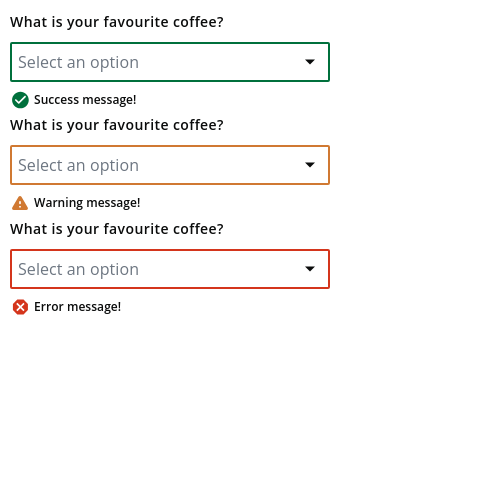 What is your favourite coffee?
Select an option
Success message!
What is your favourite coffee?
Select an option
Warning message!
What is your favourite coffee?
Select an option
Error message!